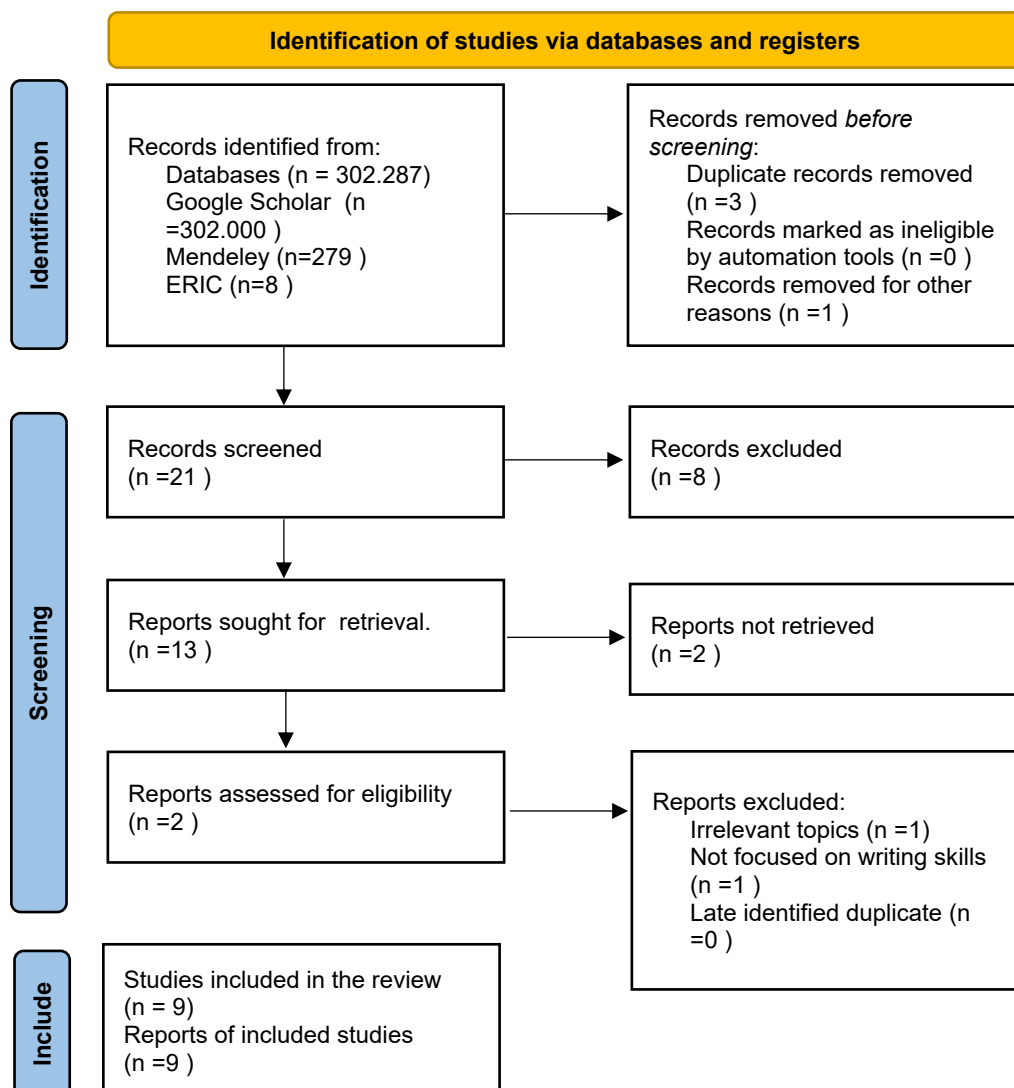 Identification of studies via databases and registers
Identification
Records identified from:
Databases (n = 302.287)
Google Scholar (n
=302.000 )
Mendeley (n=279 )
ERIC (n=8 )
Records removed before
screening:
Duplicate records removed
(n =3 )
Records marked as ineligible
by automation tools (n =0 )
Records removed for other
reasons (n =1 )
Screening
Records screened
(n =21 )
Records excluded
(n =8 )
Reports sought for retrieval.
(n =13 )
Reports not retrieved
(n =2 )
Reports assessed for eligibility
(n =2 )
Reports excluded:
Irrelevant topics (n =1)
Not focused on writing skills
(n =1 )
Late identified duplicate (n
=0 )
Include
Studies included in the review
(n = 9)
Reports of included studies
(n =9 )